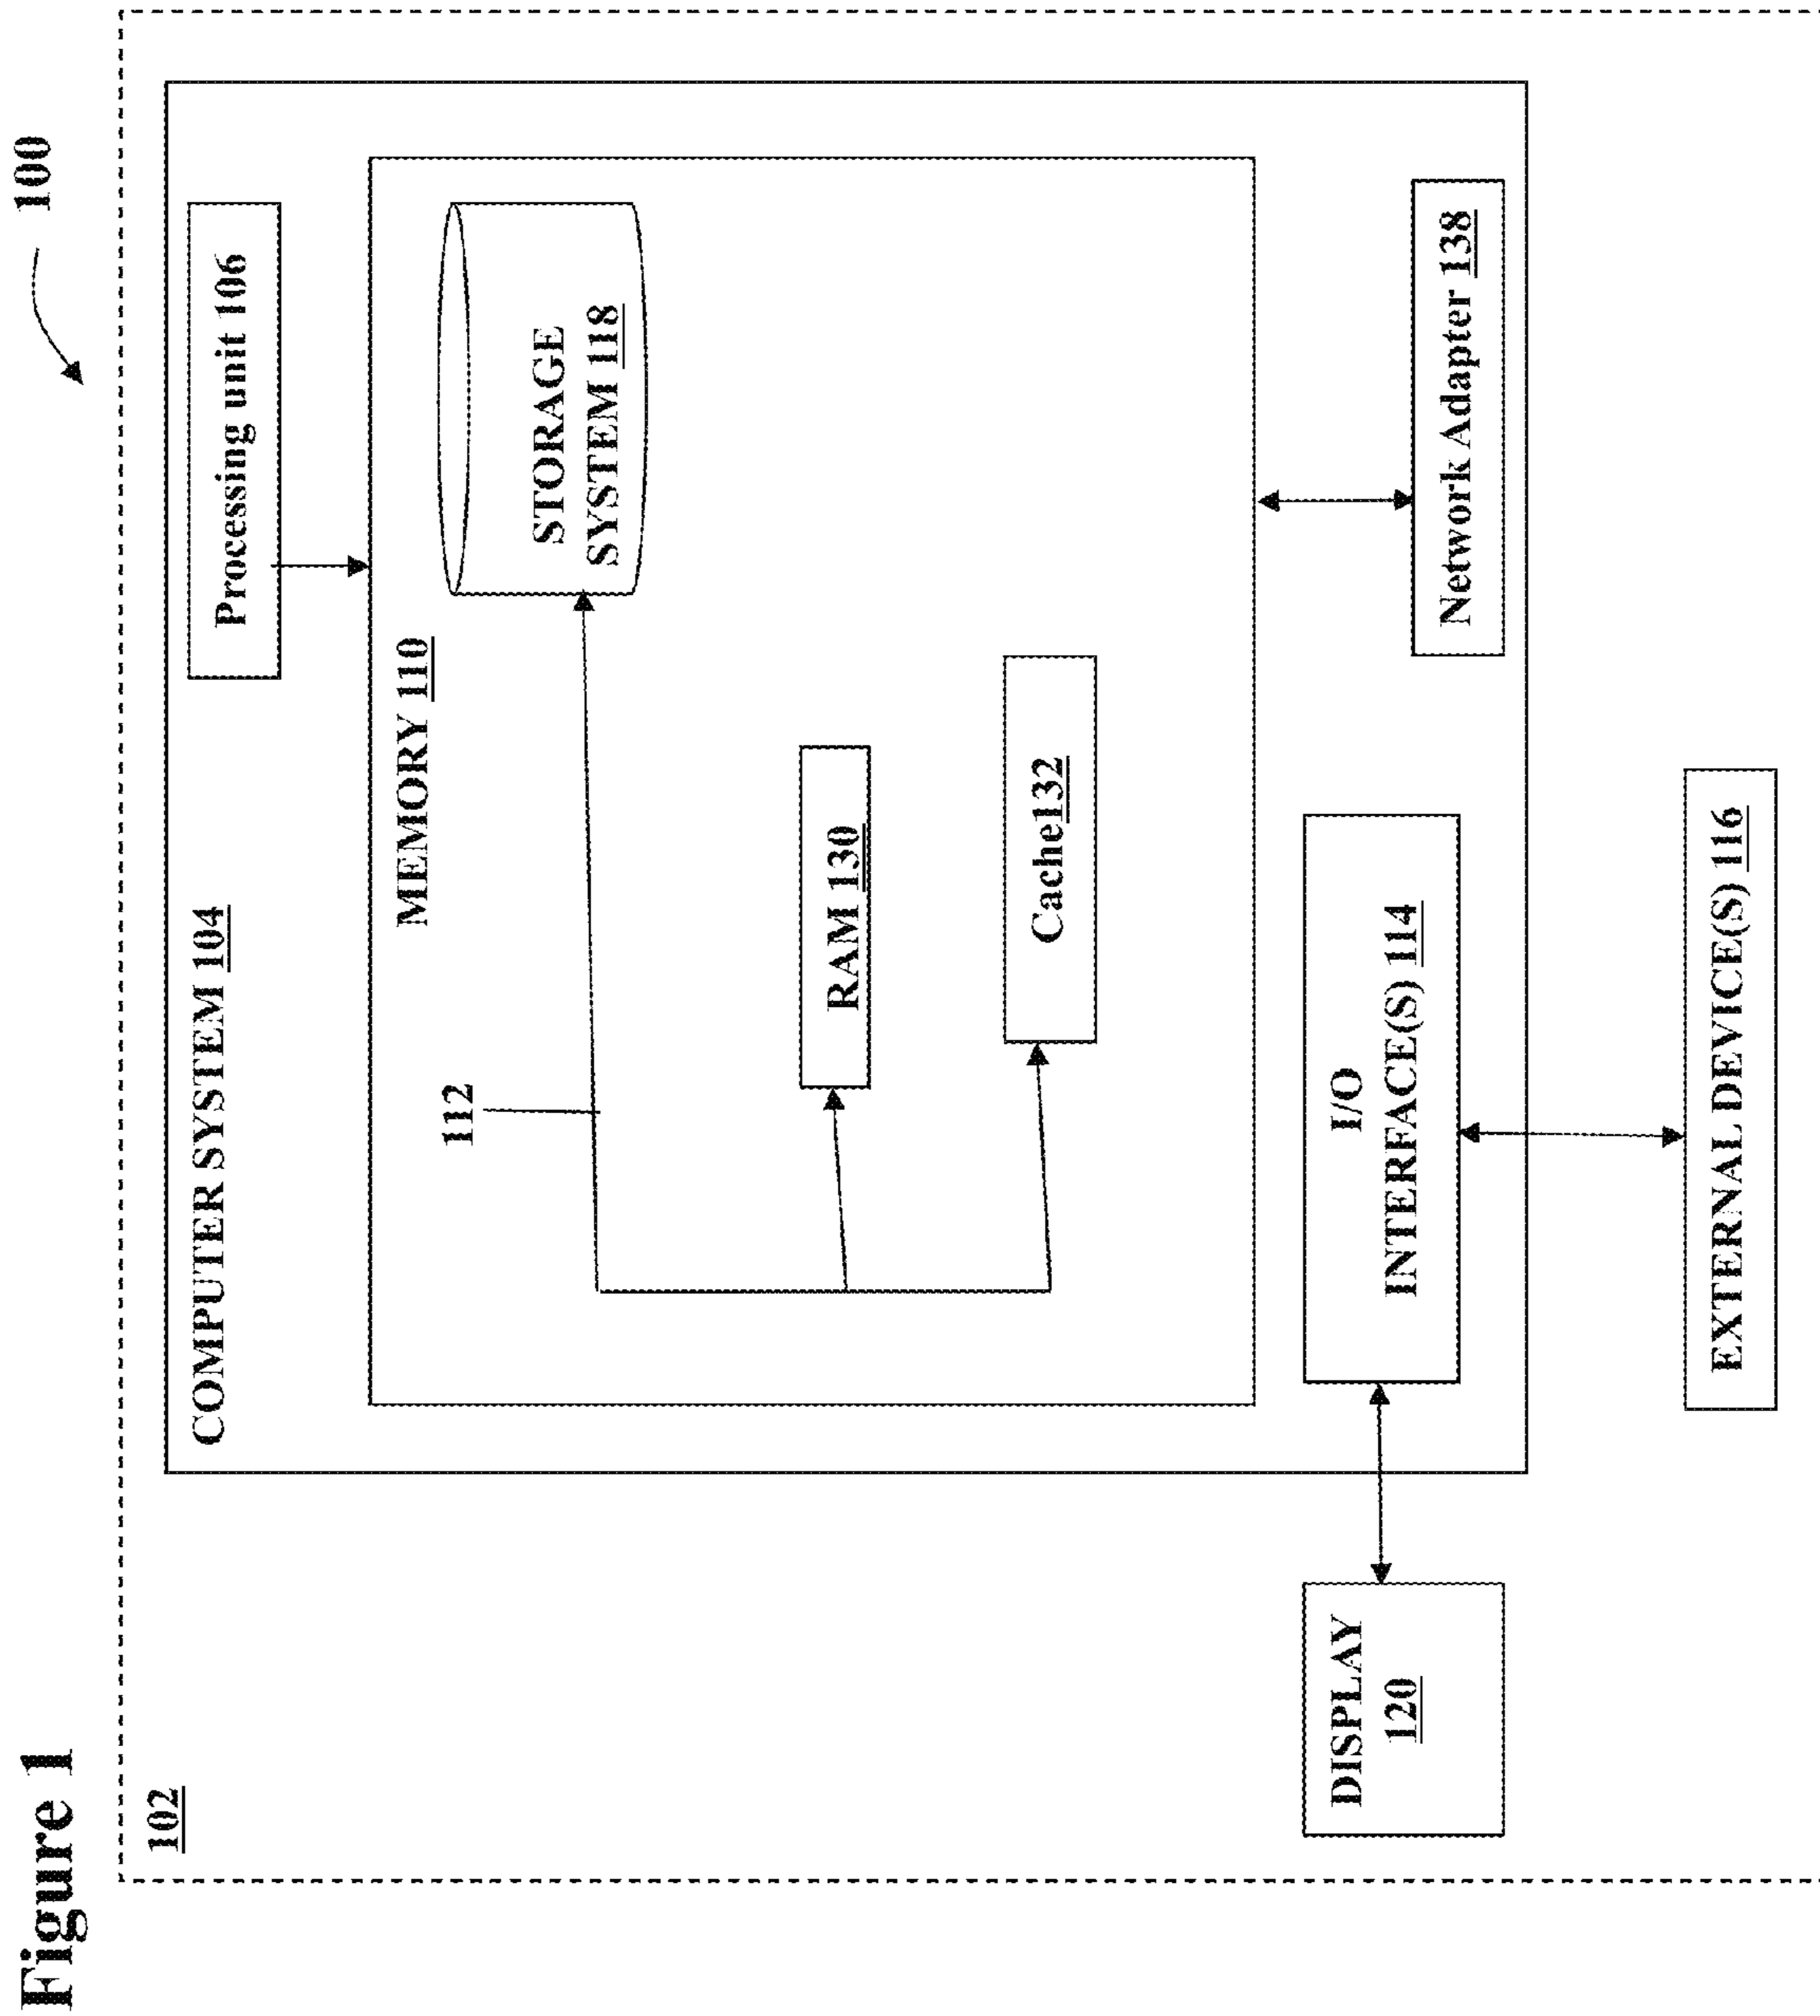 Figure 1
100
102
COMPUTER SYSTEM 104
Processing unit 106
MEMORY 110
112
STORAGE
SYSTEM 118
RAM 130
Cache132
DISPLAY
120
I/O
INTERFACE(S) 114
Network Adapter 138
EXTERNAL DEVICE(S) 116